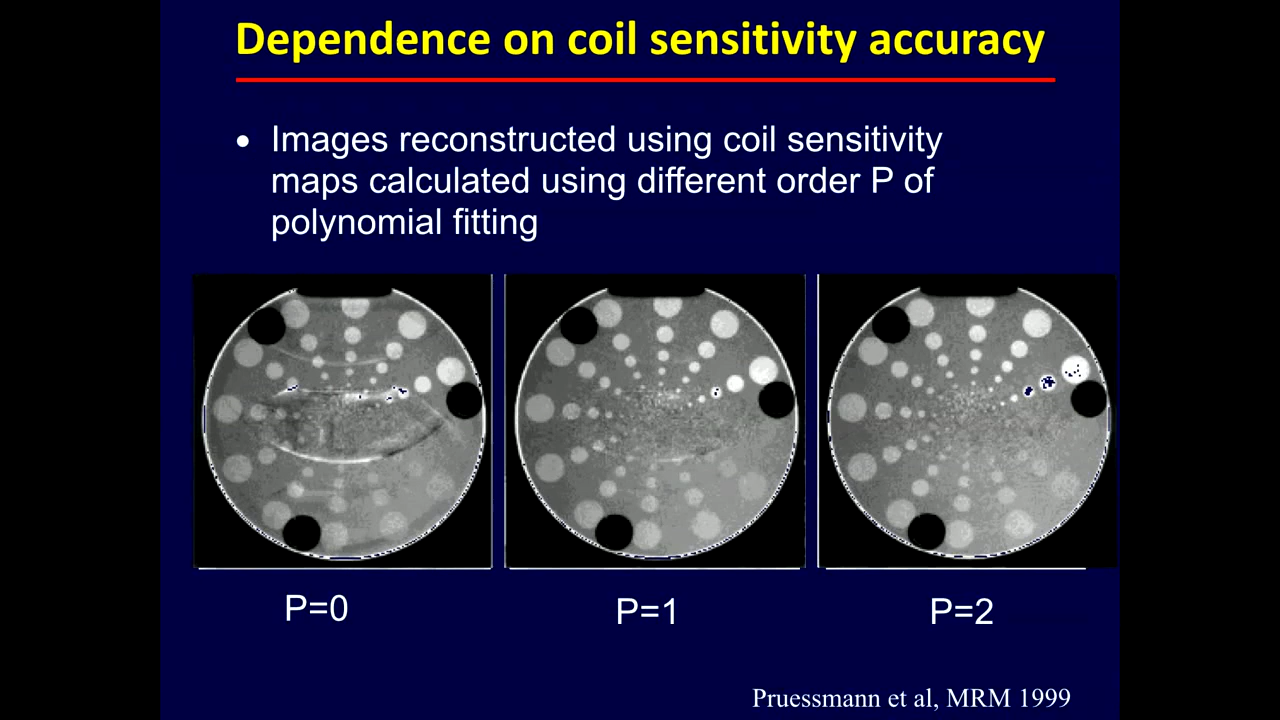 Dependence on coil sensitivity accuracy
• Images reconstructed using coil sensitivity
maps calculated using different order P of
polynomial fitting
P=0
P=1
P=2
Pruessmann et al, MRM 1999